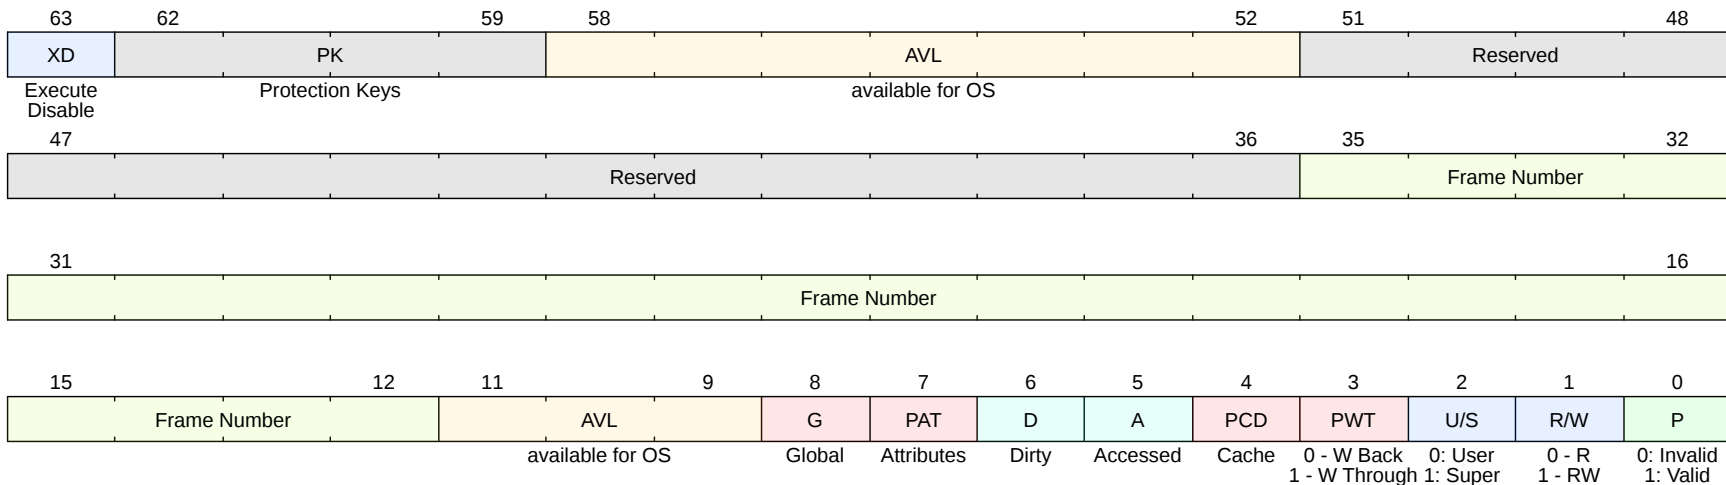 63 62 59 58 52 51 48
XD PK AVL Reserved
Execute Protection Keys available for OS
Disable
47 36 35 32
Reserved Frame Number
31 16
Frame Number
15 12 11 9 8 7 6 5 4 3 2 1 0
Frame Number AVL G PAT D A PCD PWT U/S R/W P
available for OS Global Attributes Dirty Accessed Cache 0 - W Back 0: User 0 - R 0: Invalid
1 - W Through 1: Super 1 - RW 1: Valid